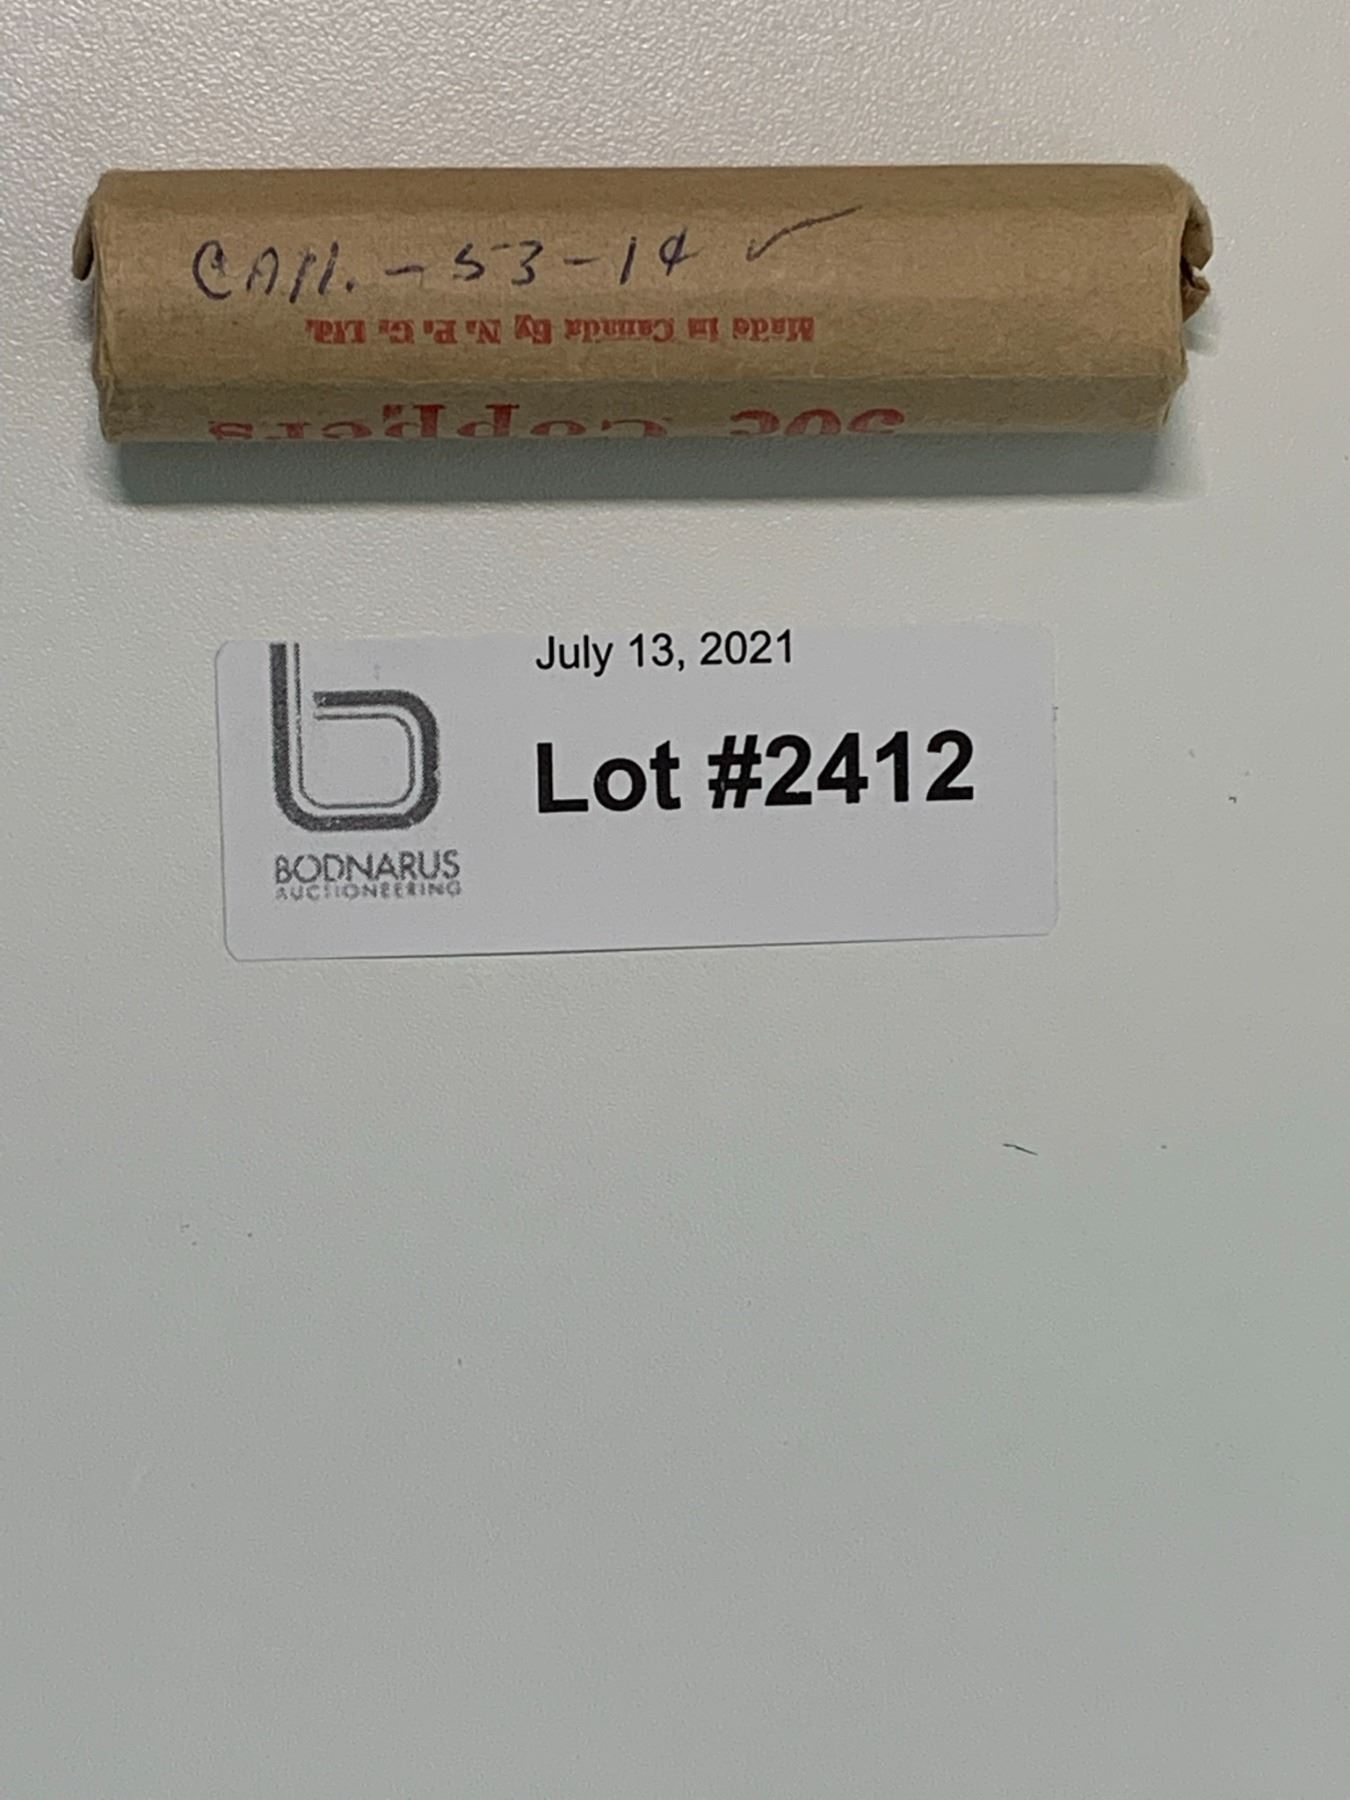 CAN. - 53 - 1¢ ✓
Made in Canada By N. P. C. Ltd.
50¢ Coppers
July 13, 2021
Lot #2412
BODNARUS
AUCTIONEERING